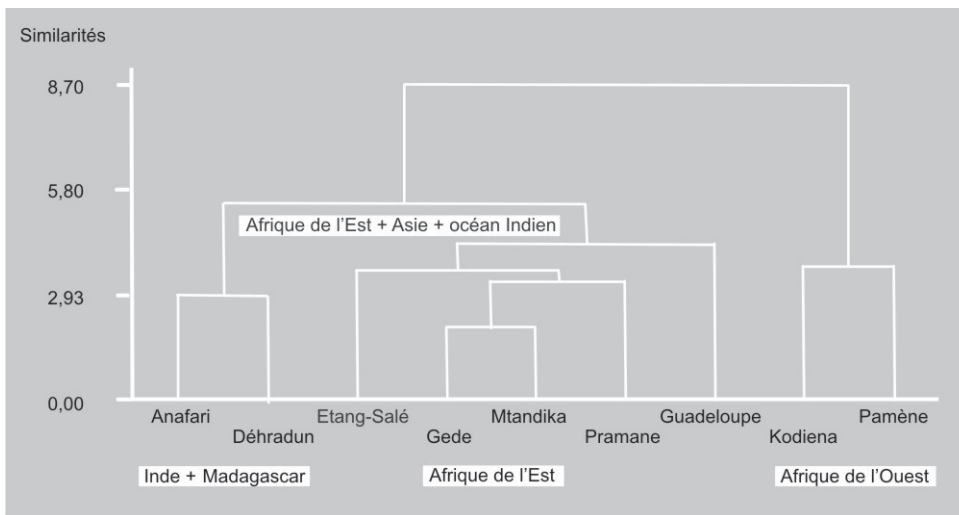 Similarités
8,70
5,80
Afrique de l'Est + Asie + océan Indien
2,93
0,00
Anafari Etang-Salé Mtandika Guadeloupe Pamène
Déhradun Gede Pramane Kodiena
Inde + Madagascar Afrique de l'Est Afrique de l'Ouest